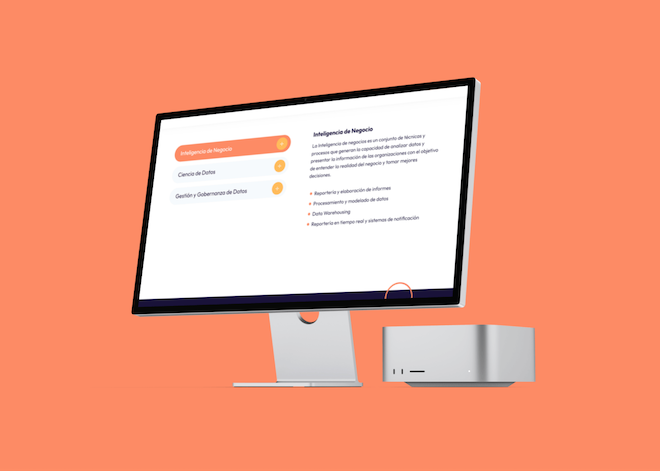 Inteligencia de Negocio
Ciencia de Datos
Gestión y Gobernanza de Datos
Inteligencia de Negocio
La Inteligencia de negocios es un conjunto de técnicas y
procesos que generan la capacidad de analizar datos y
presentar la información de las organizaciones con el objetivo
de entender la realidad del negocio y tomar mejores
decisiones.
Reportería y elaboración de informes
Procesamiento y modelado de datos
Data Warehousing
Reportería en tiempo real y sistemas de notificación